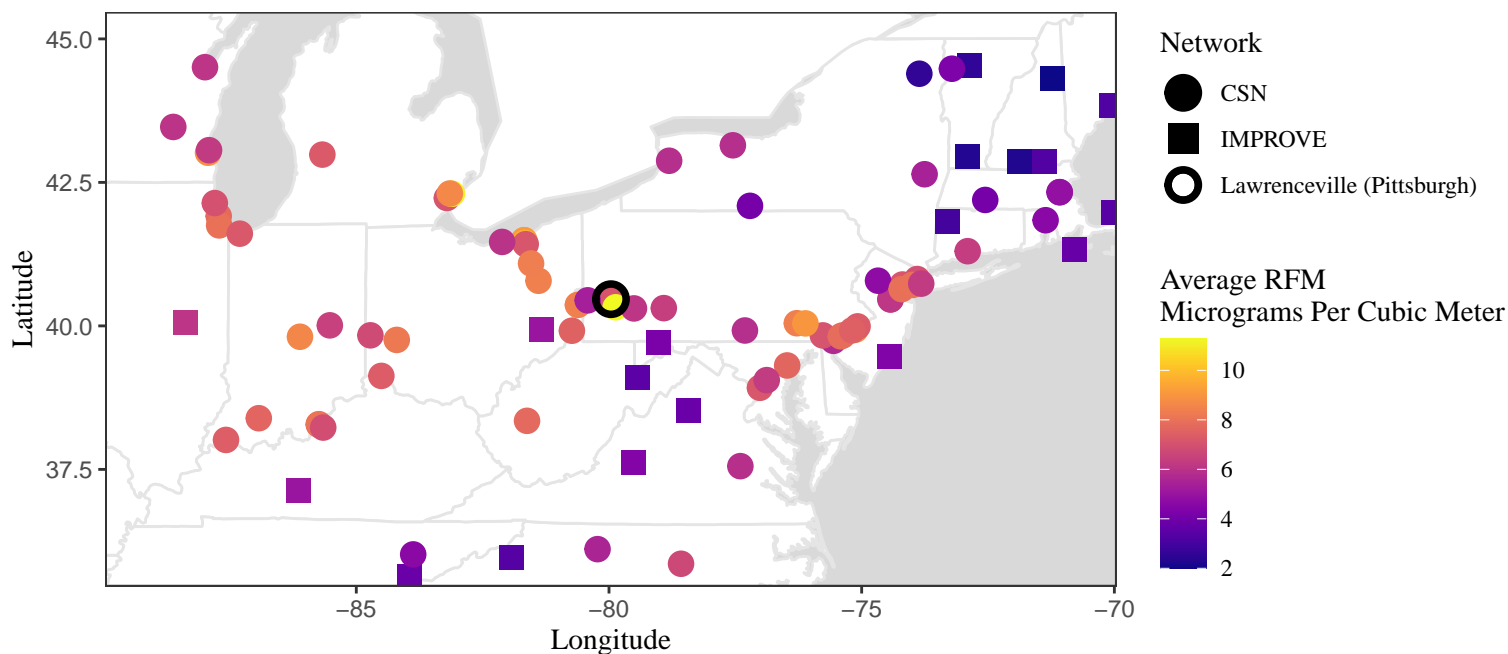 45.0
42.5
40.0
37.5
Latitude
−85
−80
−75
−70
Longitude
Network
CSN
IMPROVE
Lawrenceville (Pittsburgh)
Average RFM
Micrograms Per Cubic Meter
10
8
6
4
2